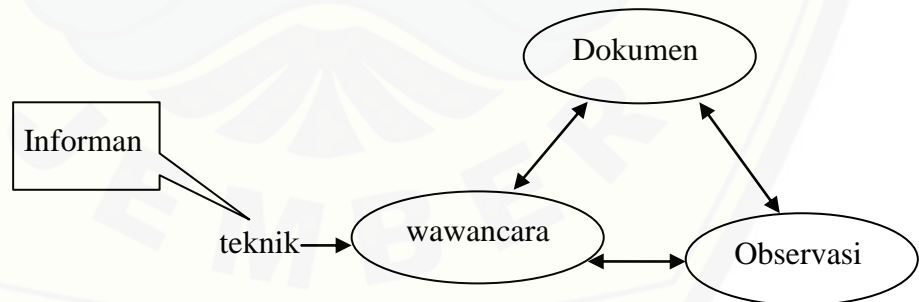 Dokumen
Informan
teknik
wawancara
Observasi